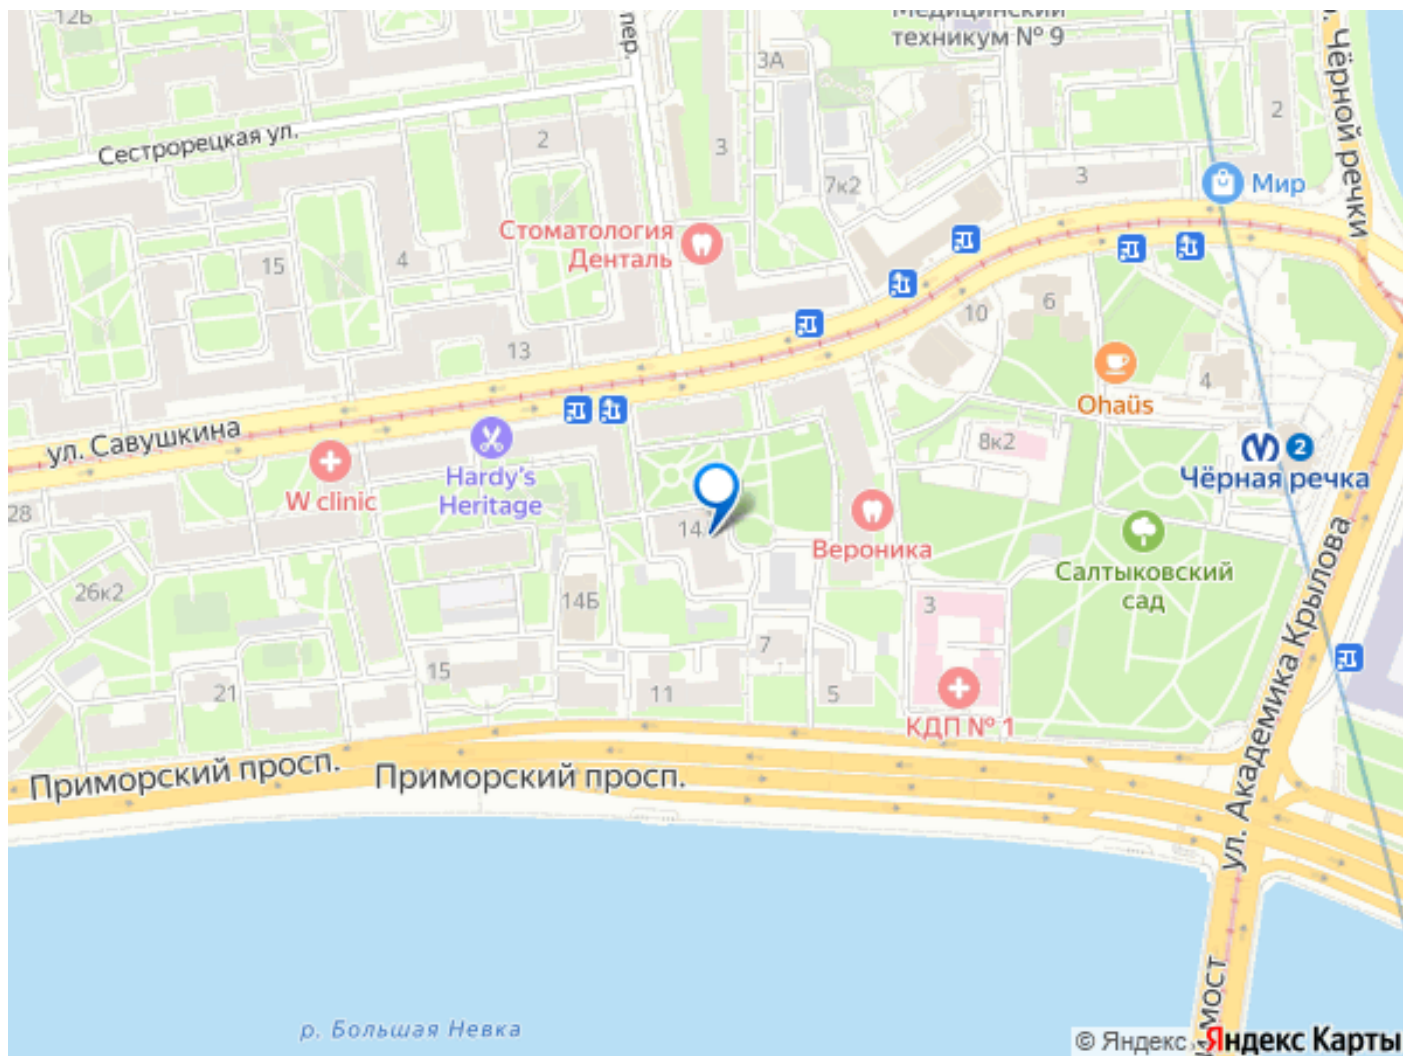 12Б
Медицинский
техникум № 9
пер.
3А
Чёрной речки
2
Сестрорецкая ул.
2
3
7к2
3
Мир
Стоматология
Денталь
15
4
6
10
13
Ohaüs
4
ул. Савушкина
W clinic
Hardy's
Heritage
8к2
2
Чёрная речка
28
14
Вероника
Салтыковский
сад
26к2
14Б
3
7
15
21
11
5
КДП № 1
ул. Академика Крылова
Приморский просп.
Приморский просп.
мост
р. Большая Невка
© Яндекс
Яндекс Карты